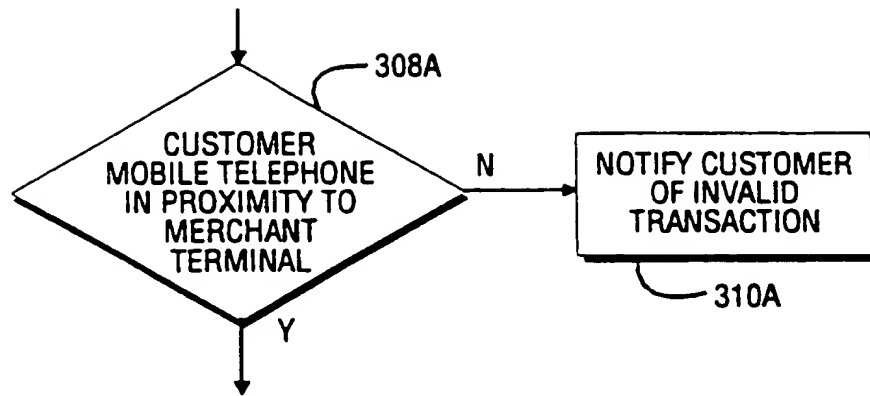 308A
CUSTOMER
MOBILE TELEPHONE
IN PROXIMITY TO
MERCHANT
TERMINAL
N
NOTIFY CUSTOMER
OF INVALID
TRANSACTION
310A
Y